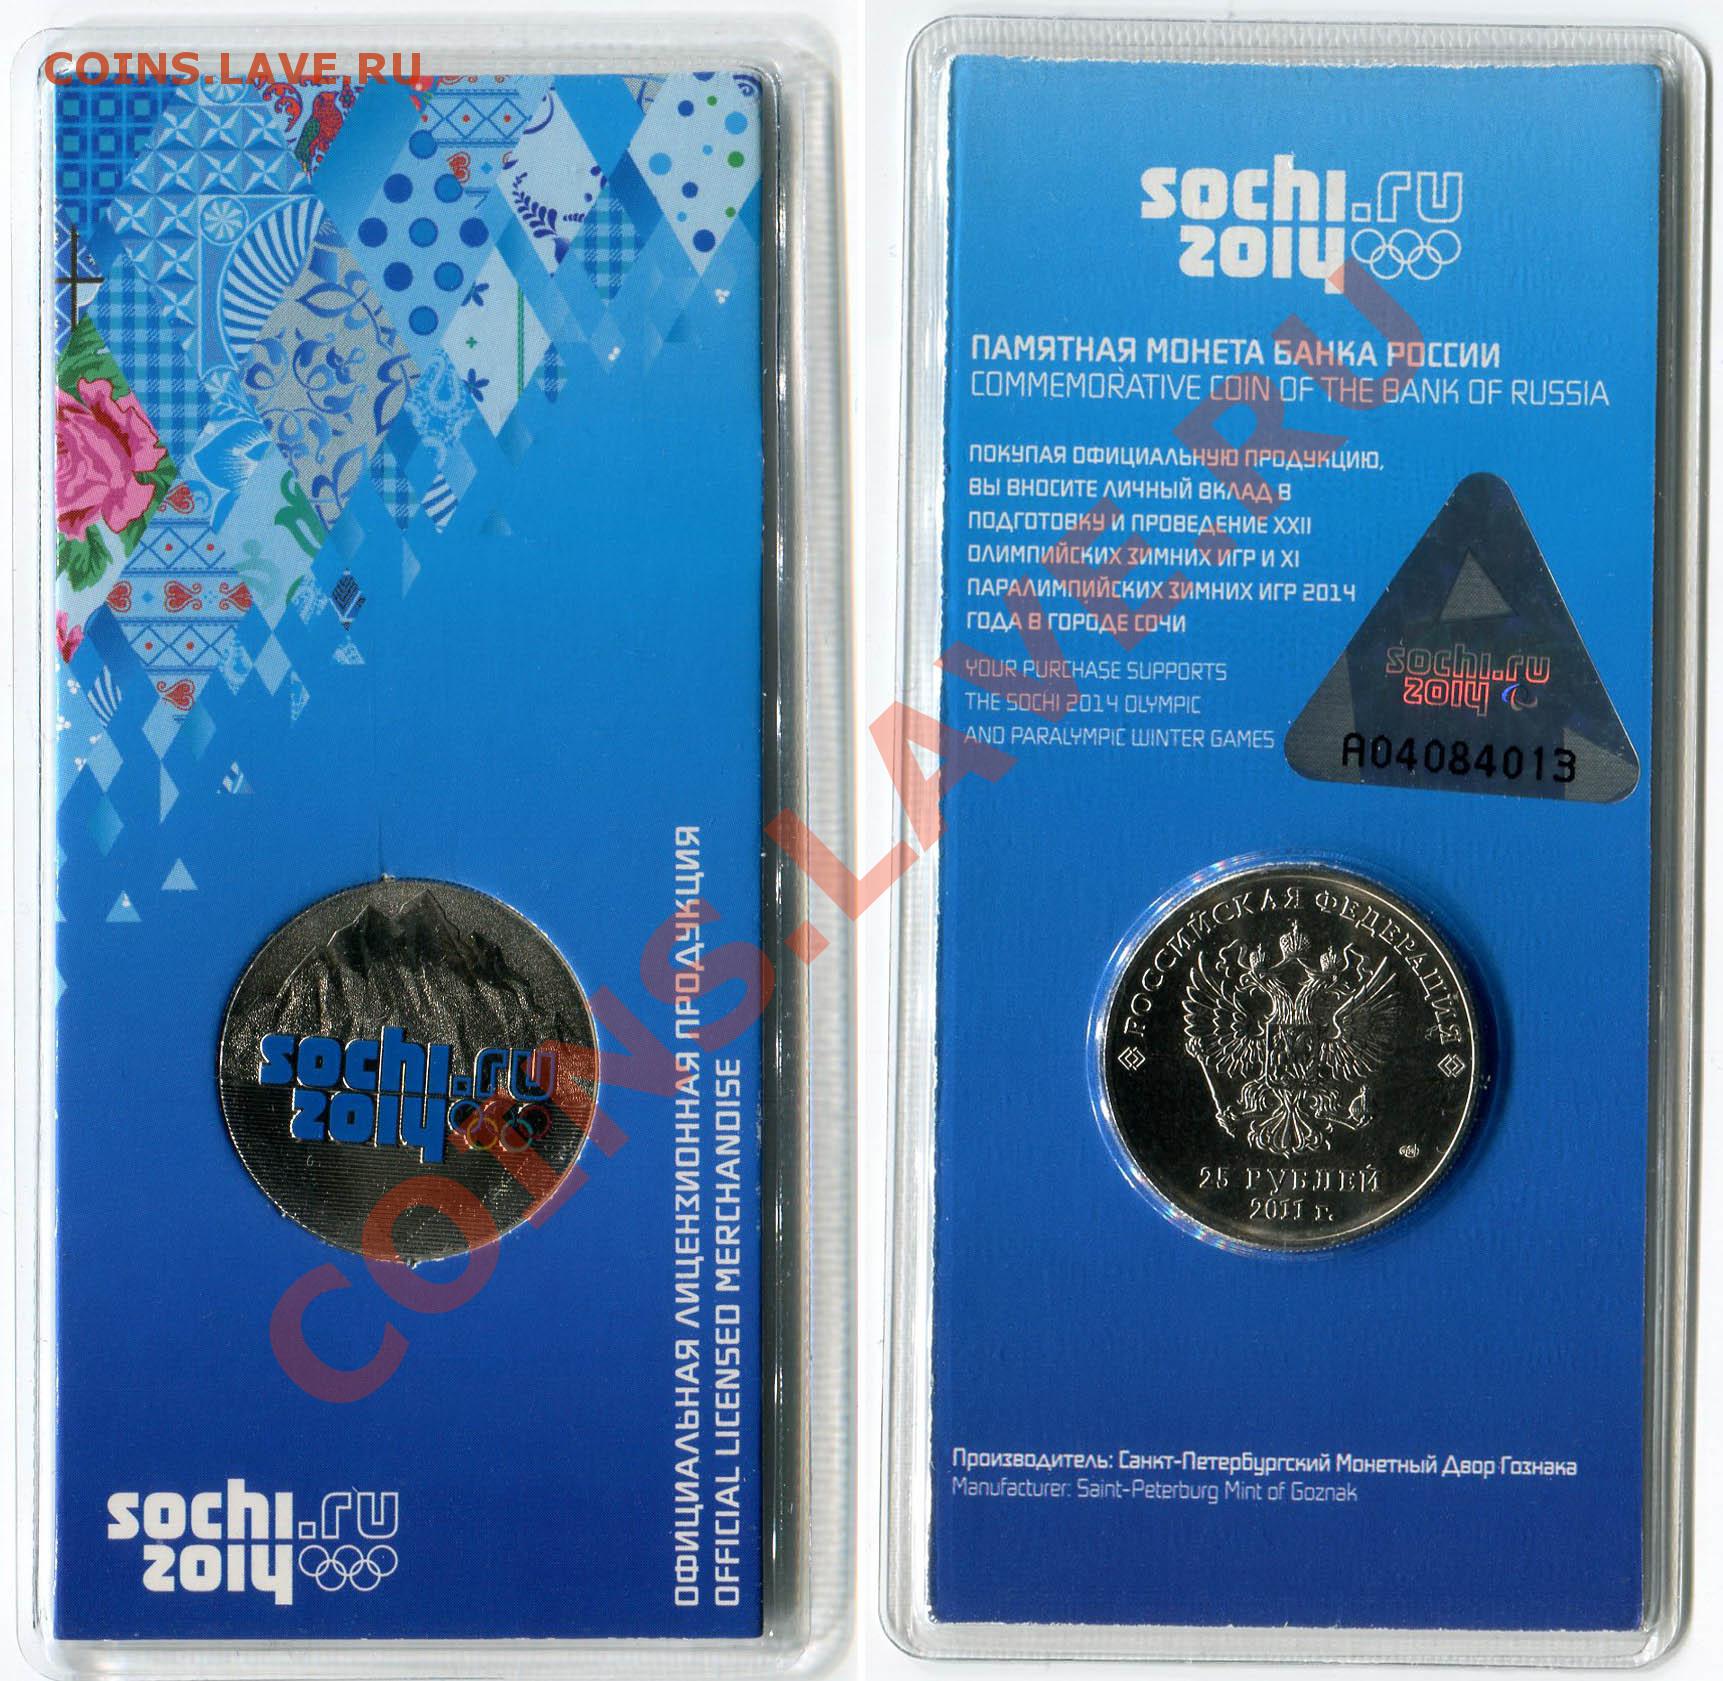 COINS.LAVE.RU
sochi.ru
2014
ОФИЦИАЛЬНАЯ ЛИЦЕНЗИОННАЯ ПРОДУКЦИЯ
OFFICIAL LICENSED MERCHANDISE
sochi.ru
2014
sochi.ru
2014
ПАМЯТНАЯ МОНЕТА БАНКА РОССИИ
COMMEMORATIVE COIN OF THE BANK OF RUSSIA
ПОКУПАЯ ОФИЦИАЛЬНУЮ ПРОДУКЦИЮ,
ВЫ ВНОСИТЕ ЛИЧНЫЙ ВКЛАД В
ПОДГОТОВКУ И ПРОВЕДЕНИЕ XXII
ОЛИМПИЙСКИХ ЗИМНИХ ИГР И XI
ПАРАЛИМПИЙСКИХ ЗИМНИХ ИГР 2014
ГОДА В ГОРОДЕ СОЧИ
YOUR PURCHASE SUPPORTS
THE SOCHI 2014 OLYMPIC
AND PARALYMPIC WINTER GAMES
sochi.ru
2014
A04084013
РОССИЙСКАЯ ФЕДЕРАЦИЯ
25 РУБЛЕЙ
2011 г.
Производитель: Санкт-Петербургский Монетный Двор Гознака
Manufacturer: Saint-Peterburg Mint of Goznak
COINS.LAVE.RU